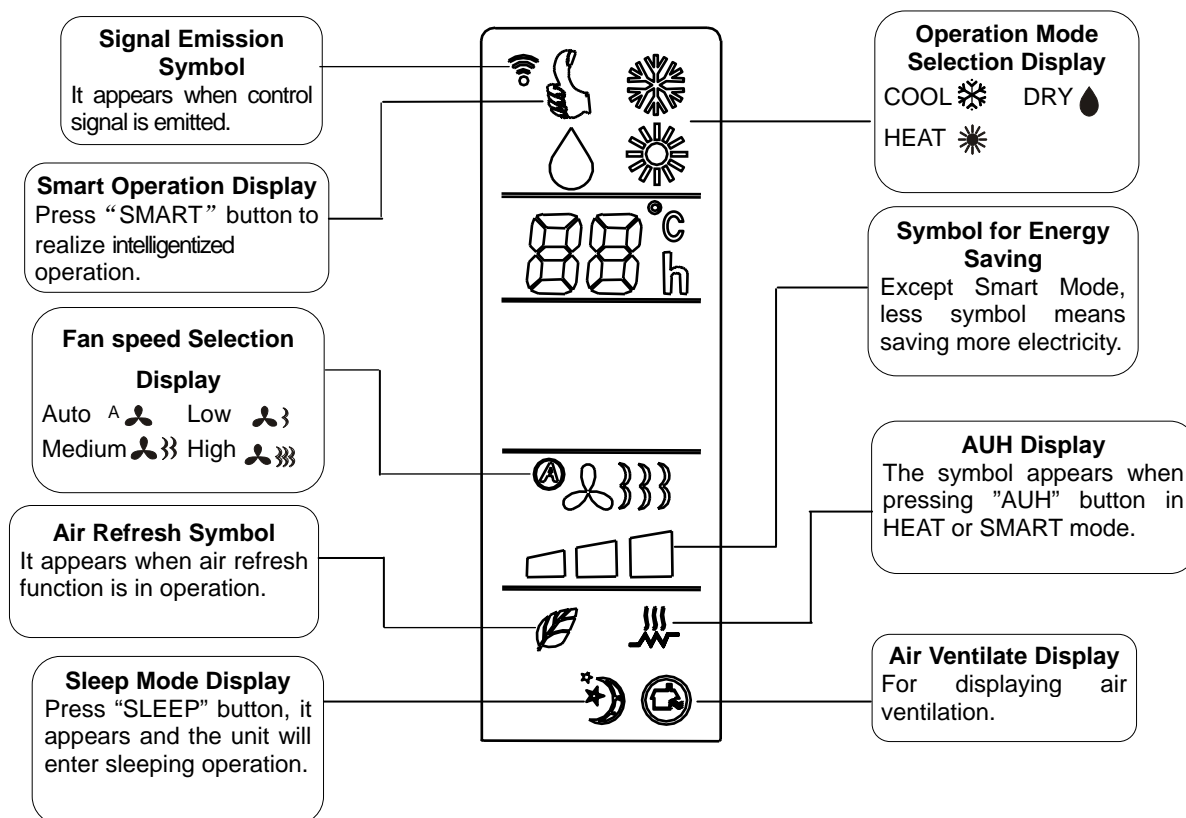 Signal Emission
Symbol
It appears when control
signal is emitted.
Smart Operation Display
Press “SMART” button to
realize intelligentized
operation.
Fan speed Selection
Display
Auto A Low
Medium High
Air Refresh Symbol
It appears when air refresh
function is in operation.
Sleep Mode Display
Press “SLEEP” button, it
appears and the unit will
enter sleeping operation.
88°C
h
A
Operation Mode
Selection Display
COOL DRY
HEAT
Symbol for Energy
Saving
Except Smart Mode,
less symbol means
saving more electricity.
AUH Display
The symbol appears when
pressing ”AUH” button in
HEAT or SMART mode.
Air Ventilate Display
For displaying air
ventilation.